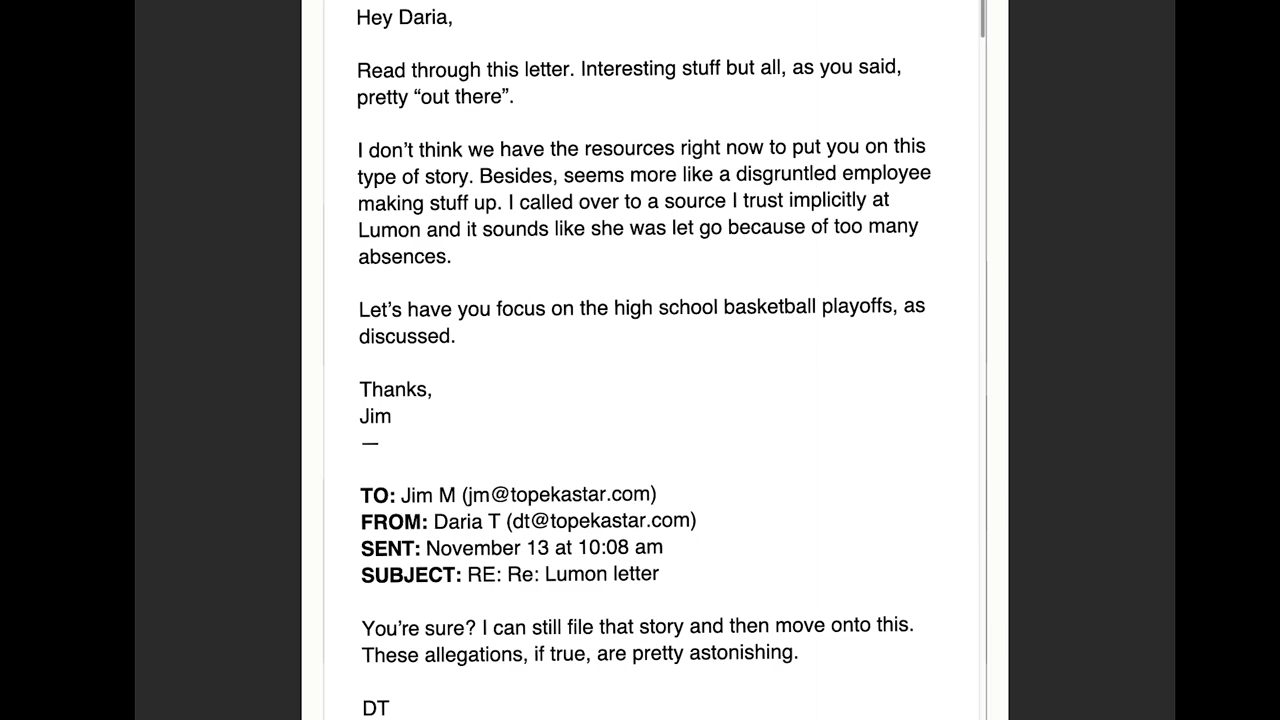 Hey Daria,
Read through this letter. Interesting stuff but all, as you said,
pretty “out there”.
I don’t think we have the resources right now to put you on this
type of story. Besides, seems more like a disgruntled employee
making stuff up. I called over to a source I trust implicitly at
Lumon and it sounds like she was let go because of too many
absences.
Let’s have you focus on the high school basketball playoffs, as
discussed.
Thanks,
Jim
—
TO: Jim M (jm@topekastar.com)
FROM: Daria T (dt@topekastar.com)
SENT: November 13 at 10:08 am
SUBJECT: RE: Re: Lumon letter
You’re sure? I can still file that story and then move onto this.
These allegations, if true, are pretty astonishing.
DT